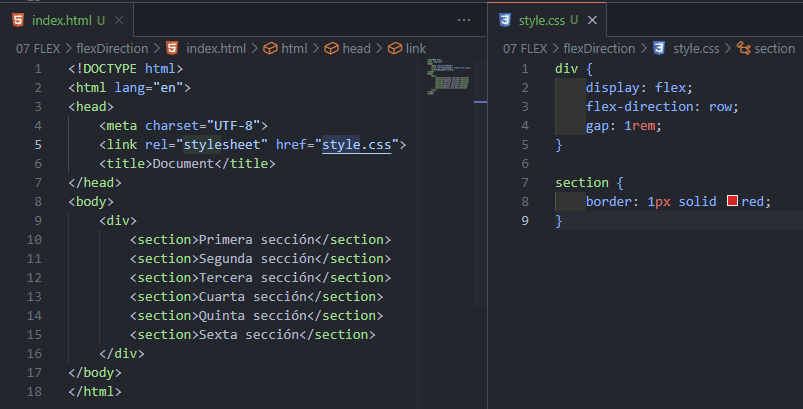 index.html U
07 FLEX > flexDirection > index.html > html > head > link
1 <!DOCTYPE html>
2 <html lang="en">
3 <head>
4 <meta charset="UTF-8">
5 <link rel="stylesheet" href="style.css">
6 <title>Document</title>
7 </head>
8 <body>
9 <div>
10 <section>Primera sección</section>
11 <section>Segunda sección</section>
12 <section>Tercera sección</section>
13 <section>Cuarta sección</section>
14 <section>Quinta sección</section>
15 <section>Sexta sección</section>
16 </div>
17 </body>
18 </html>
style.css U
07 FLEX > flexDirection > style.css > section
1 div {
2 display: flex;
3 flex-direction: row;
4 gap: 1rem;
5 }
6
7 section {
8 border: 1px solid red;
9 }